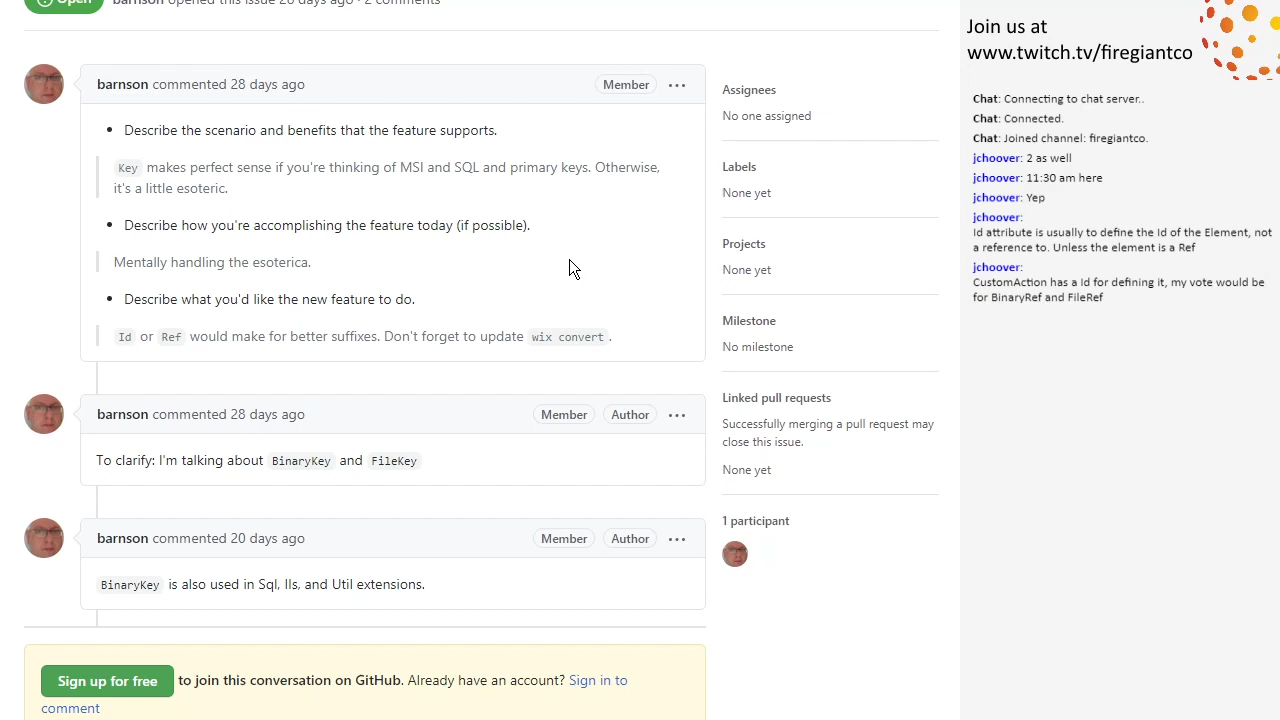 Open barnson opened this issue 28 days ago · 2 comments
barnson commented 28 days ago Member
Describe the scenario and benefits that the feature supports.
Key makes perfect sense if you're thinking of MSI and SQL and primary keys. Otherwise,
it's a little esoteric.
Describe how you're accomplishing the feature today (if possible).
Mentally handling the esoterica.
Describe what you'd like the new feature to do.
Id or Ref would make for better suffixes. Don't forget to update wix convert.
barnson commented 28 days ago Member Author
To clarify: I'm talking about BinaryKey and FileKey
barnson commented 20 days ago Member Author
BinaryKey is also used in Sql, Iis, and Util extensions.
Sign up for free to join this conversation on GitHub. Already have an account? Sign in to
comment
Assignees
No one assigned
Labels
None yet
Projects
None yet
Milestone
No milestone
Linked pull requests
Successfully merging a pull request may
close this issue.
None yet
1 participant
Join us at
www.twitch.tv/firegiantco
Chat: Connecting to chat server..
Chat: Connected.
Chat: Joined channel: firegiantco.
jchoover: 2 as well
jchoover: 11:30 am here
jchoover: Yep
jchoover:
Id attribute is usually to define the Id of the Element, not
a reference to. Unless the element is a Ref
jchoover:
CustomAction has a Id for defining it, my vote would be
for BinaryRef and FileRef